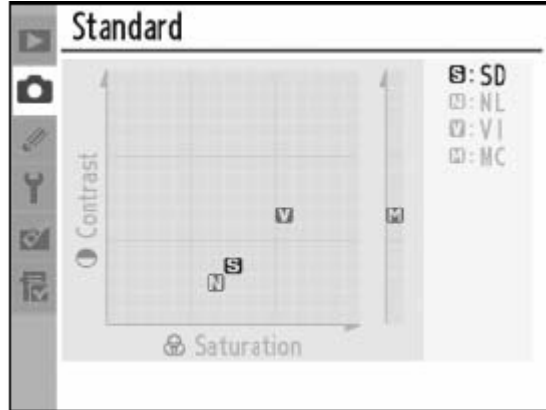 Standard
S:SD
N:NL
V:VI
M:MC
Contrast
V
M
S
N
Saturation